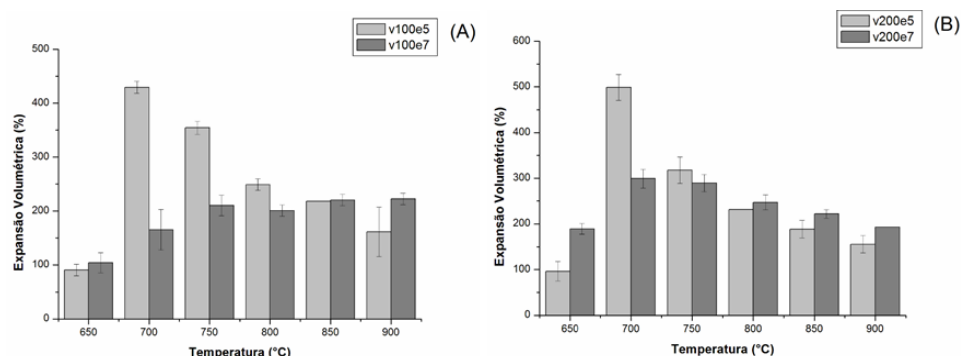 v100e5
v100e7
(A)
500
400
300
200
100
0
Expansão Volumétrica (%)
650 700 750 800 850 900
Temperatura (°C)
v200e5
v200e7
(B)
600
500
400
300
200
100
0
Expansão Volumétrica (%)
650 700 750 800 850 900
Temperatura (°C)